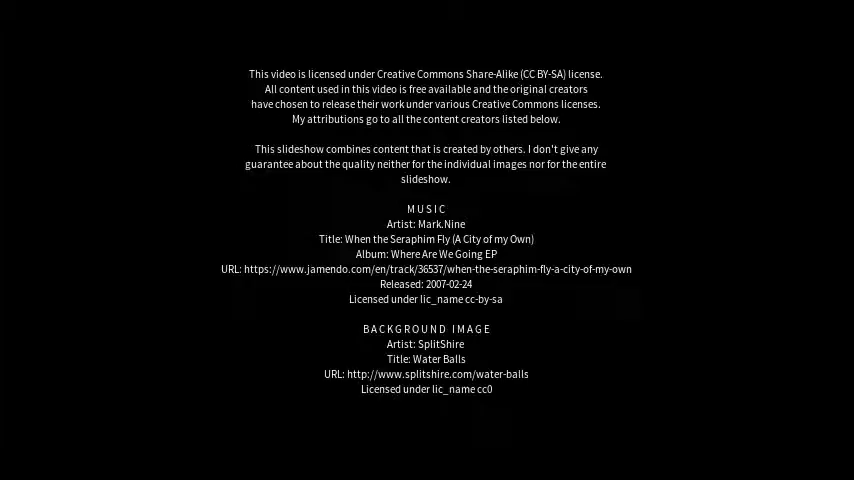 This video is licensed under Creative Commons Share-Alike (CC BY-SA) license.
All content used in this video is free available and the original creators
have chosen to release their work under various Creative Commons licenses.
My attributions go to all the content creators listed below.
This slideshow combines content that is created by others. I don't give any
guarantee about the quality neither for the individual images nor for the entire
slideshow.
MUSIC
Artist: Mark.Nine
Title: When the Seraphim Fly (A City of my Own)
Album: Where Are We Going EP
URL: https://www.jamendo.com/en/track/36537/when-the-seraphim-fly-a-city-of-my-own
Released: 2007-02-24
Licensed under lic_name cc-by-sa
BACKGROUND IMAGE
Artist: SplitShire
Title: Water Balls
URL: http://www.splitshire.com/water-balls
Licensed under lic_name cc0